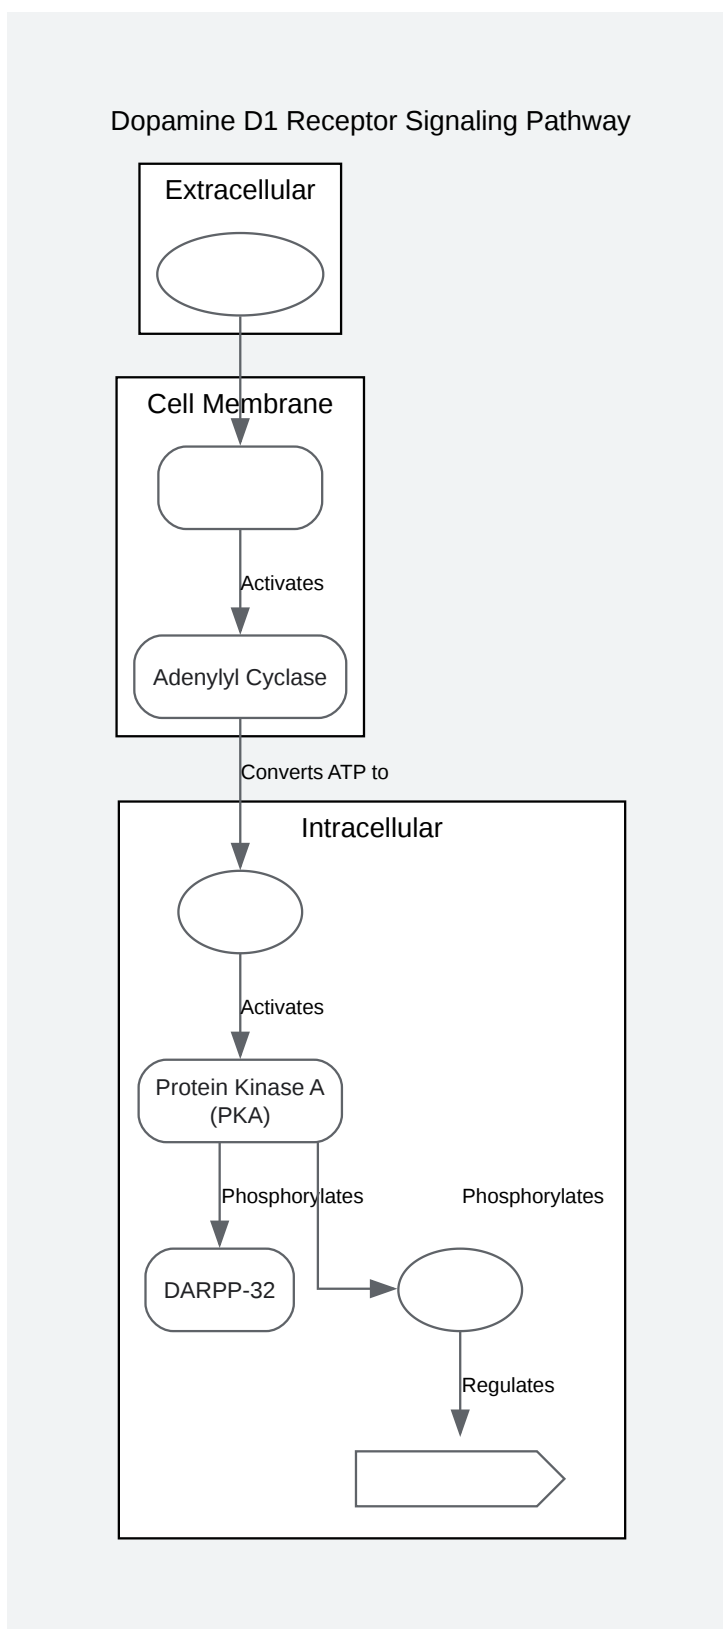 Dopamine D1 Receptor Signaling Pathway
Extracellular
Cell Membrane
Activates
Adenylyl Cyclase
Converts ATP to
Intracellular
Activates
Protein Kinase A
(PKA)
Phosphorylates
Phosphorylates
DARPP-32
Regulates